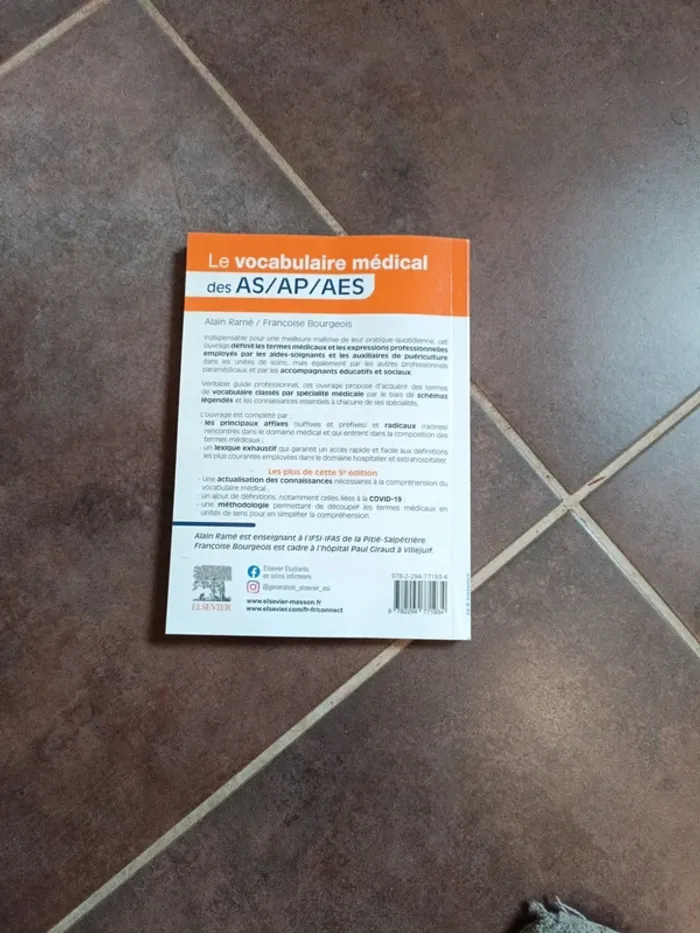 Le vocabulaire médical
des AS/AP/AES
Alain Ramé / Françoise Bourgeois
Indispensable pour une meilleure maîtrise de leur pratique quotidienne, cet
ouvrage définit les termes médicaux et les expressions professionnelles
employés par les aides-soignants et les auxiliaires de puériculture
dans les unités de soins, mais également par les autres professionnels
paramédicaux et par les accompagnants éducatifs et sociaux.
Véritable guide professionnel, cet ouvrage propose d'acquérir des termes
de vocabulaire classés par spécialité médicale par le biais de schémas
légendés et les connaissances essentiels à chacune de ses spécialités.
L'ouvrage est complété par :
- les principaux affixes (suffixes et préfixes) et radicaux (racines)
rencontrés dans le domaine médical et qui entrent dans la composition des
termes médicaux ;
- un lexique exhaustif qui garantit un accès rapide et facile aux définitions
les plus courantes employées dans le domaine hospitalier et extrahospitalier.
Les plus de cette 5e édition
- Une actualisation des connaissances nécessaires à la compréhension du
vocabulaire médical ;
- un ajout de définitions, notamment celles liées à la COVID-19 ;
- une méthodologie permettant de découper les termes médicaux en
unités de sens pour en simplifier la compréhension.
Alain Ramé est enseignant à l'IFSI-IFAS de la Pitié-Salpêtrière.
Françoise Bourgeois est cadre à l'hôpital Paul Giraud à Villejuif.
Elsevier Etudiants
en soins infirmiers
@generation_elsevier_esi
www.elsevier-masson.fr
www.elsevier.com/fr-fr/connect
ELSEVIER
978-2-294-77189-4
9 782294 771894